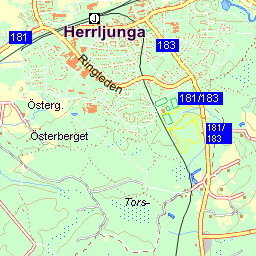 J
Herrljunga
181
183
Ringleden
181/183
Österg.
181/
183
Österberget
Tors-